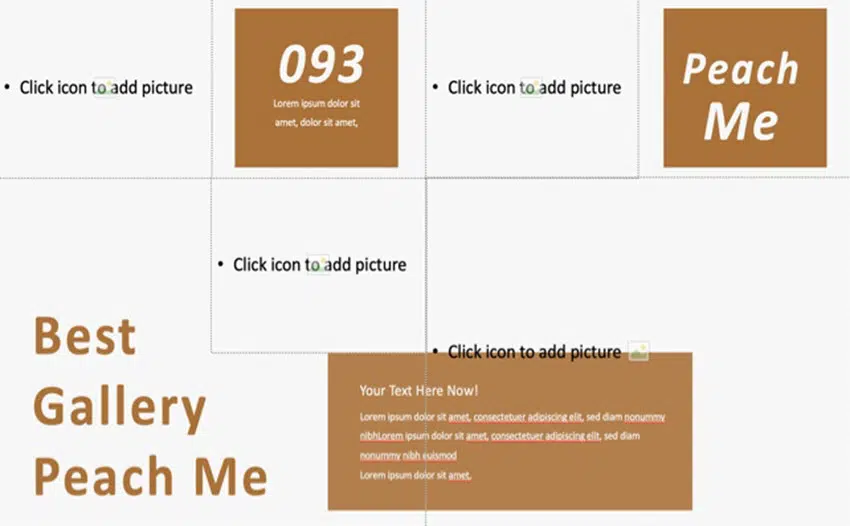 • Click icon to add picture
093
Lorem ipsum dolor sit
amet, dolor sit amet,
• Click icon to add picture
Peach
Me
• Click icon to add picture
Best
Gallery
Peach Me
• Click icon to add picture
Your Text Here Now!
Lorem ipsum dolor sit amet, consectetuer adipiscing elit, sed diam nonummy
nibhLorem ipsum dolor sit amet, consectetuer adipiscing elit, sed diam
nonummy nibh euismod
Lorem ipsum dolor sit amet,